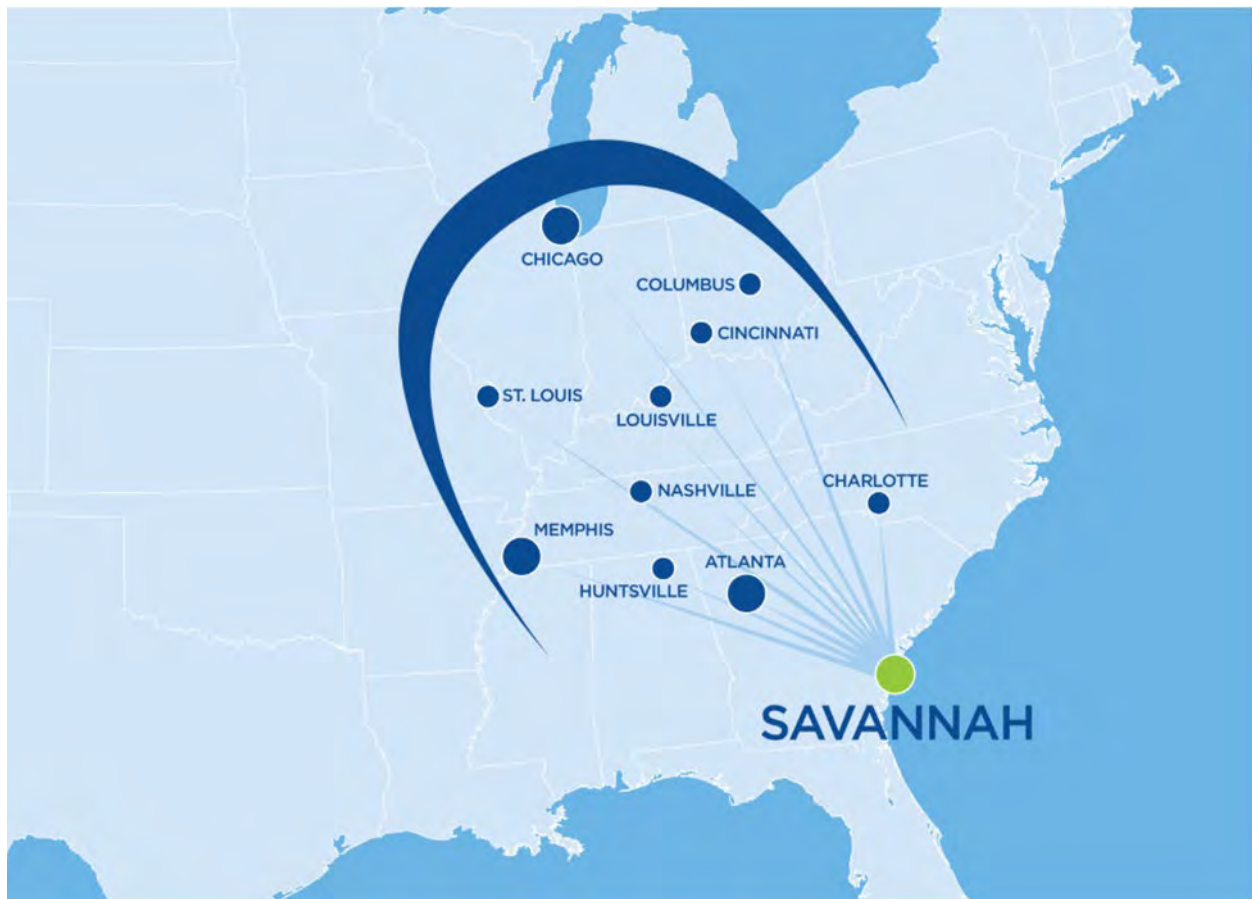 CHICAGO
COLUMBUS
CINCINNATI
ST. LOUIS
LOUISVILLE
NASHVILLE
CHARLOTTE
MEMPHIS
ATLANTA
HUNTSVILLE
SAVANNAH